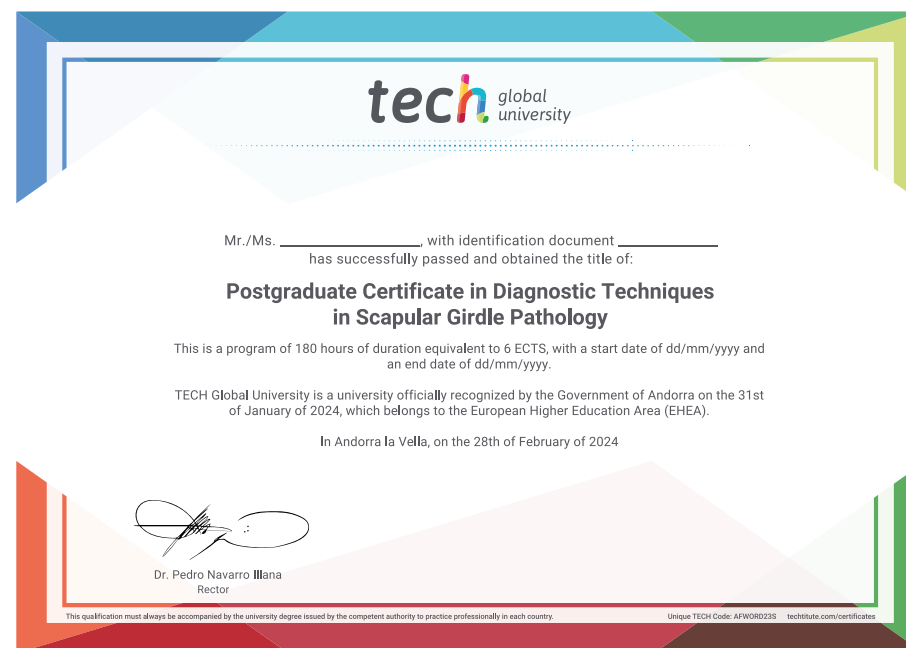 tech global
university
Mr./Ms. ____________, with identification document ____________
has successfully passed and obtained the title of:
Postgraduate Certificate in Diagnostic Techniques
in Scapular Girdle Pathology
This is a program of 180 hours of duration equivalent to 6 ECTS, with a start date of dd/mm/yyyy and
an end date of dd/mm/yyyy.
TECH Global University is a university officially recognized by the Government of Andorra on the 31st
of January of 2024, which belongs to the European Higher Education Area (EHEA).
In Andorra la Vella, on the 28th of February of 2024
Dr. Pedro Navarro Illana
Rector
This qualification must always be accompanied by the university degree issued by the competent authority to practice professionally in each country.
Unique TECH Code: AFWORD23S techtitute.com/certificates